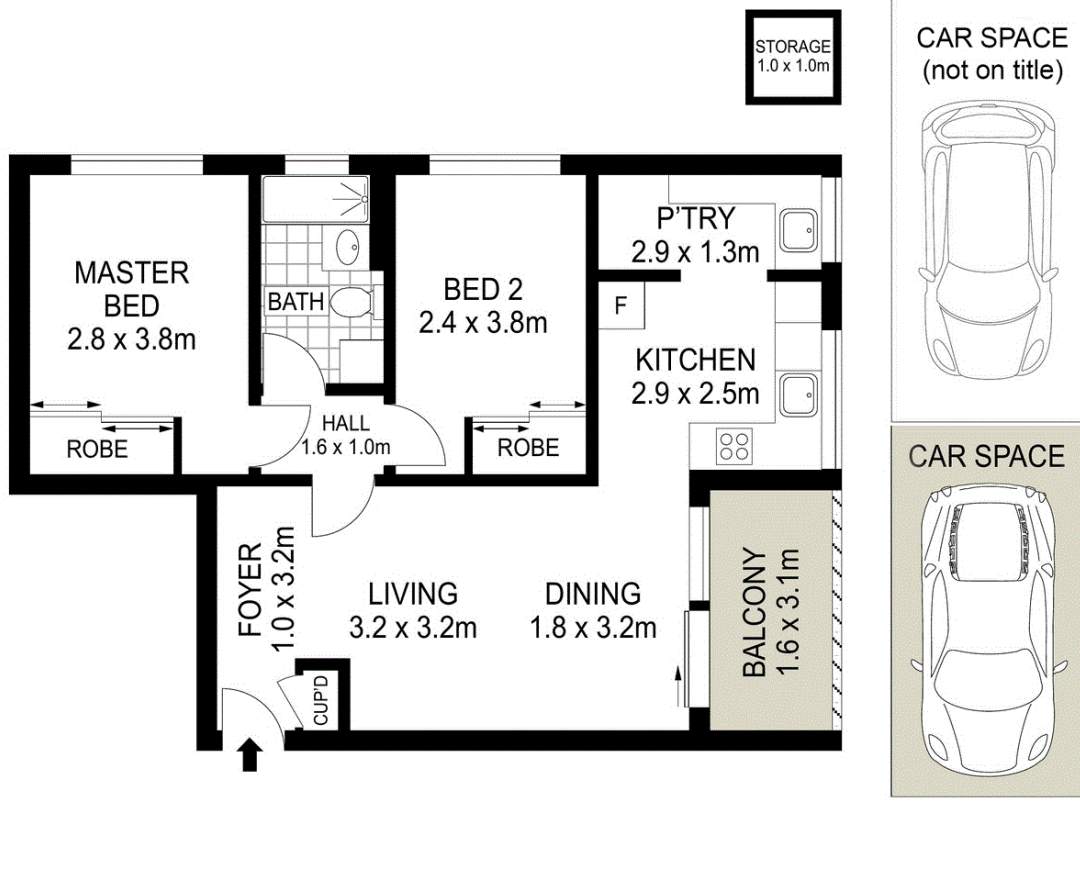 STORAGE
1.0 x 1.0m
CAR SPACE
(not on title)
P'TRY
2.9 x 1.3m
MASTER
BED
2.8 x 3.8m
BATH
BED 2
2.4 x 3.8m
F
KITCHEN
2.9 x 2.5m
ROBE
HALL
1.6 x 1.0m
ROBE
CAR SPACE
FOYER
1.0 x 3.2m
LIVING
3.2 x 3.2m
DINING
1.8 x 3.2m
BALCONY
1.6 x 3.1m
CUP'D